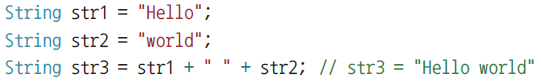 String str1 = "Hello";
String str2 = "world";
String str3 = str1 + " " + str2; // str3 = "Hello world"